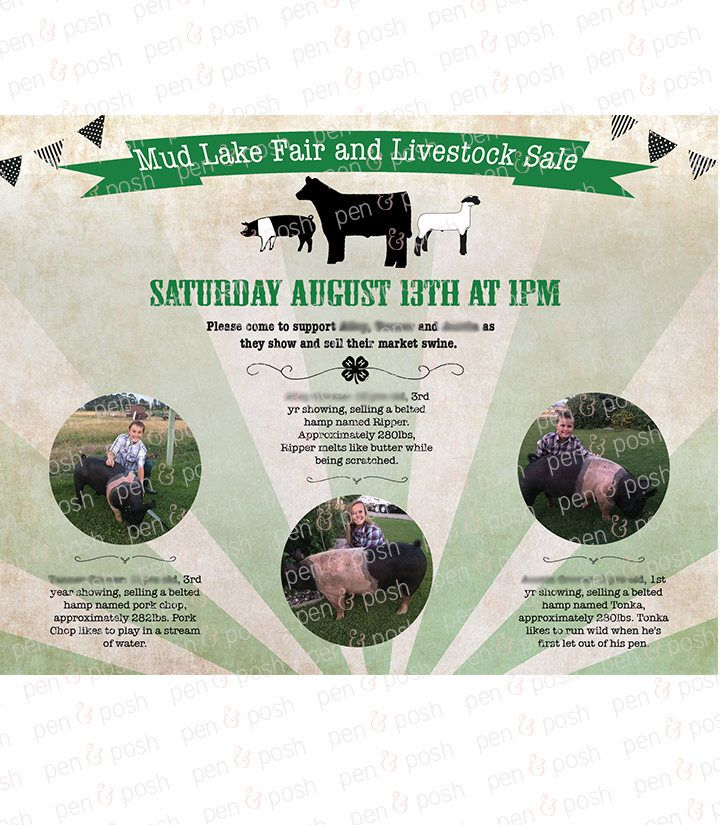 Mud Lake Fair and Livestock Sale
SATURDAY AUGUST 13TH AT 1PM
Please come to support and as
they show and sell their market swine.
3rd
yr showing, selling a belted
hamp named Ripper.
Approximately 280lbs,
Ripper melts like butter while
being scratched.
3rd
year showing, selling a belted
hamp named pork chop,
approximately 282lbs. Pork
Chop likes to play in a stream
of water.
1st
yr showing, selling a belted
hamp named Tonka,
approximately 230lbs. Tonka
likes to run wild when he's
first let out of his pen.
pen & posh